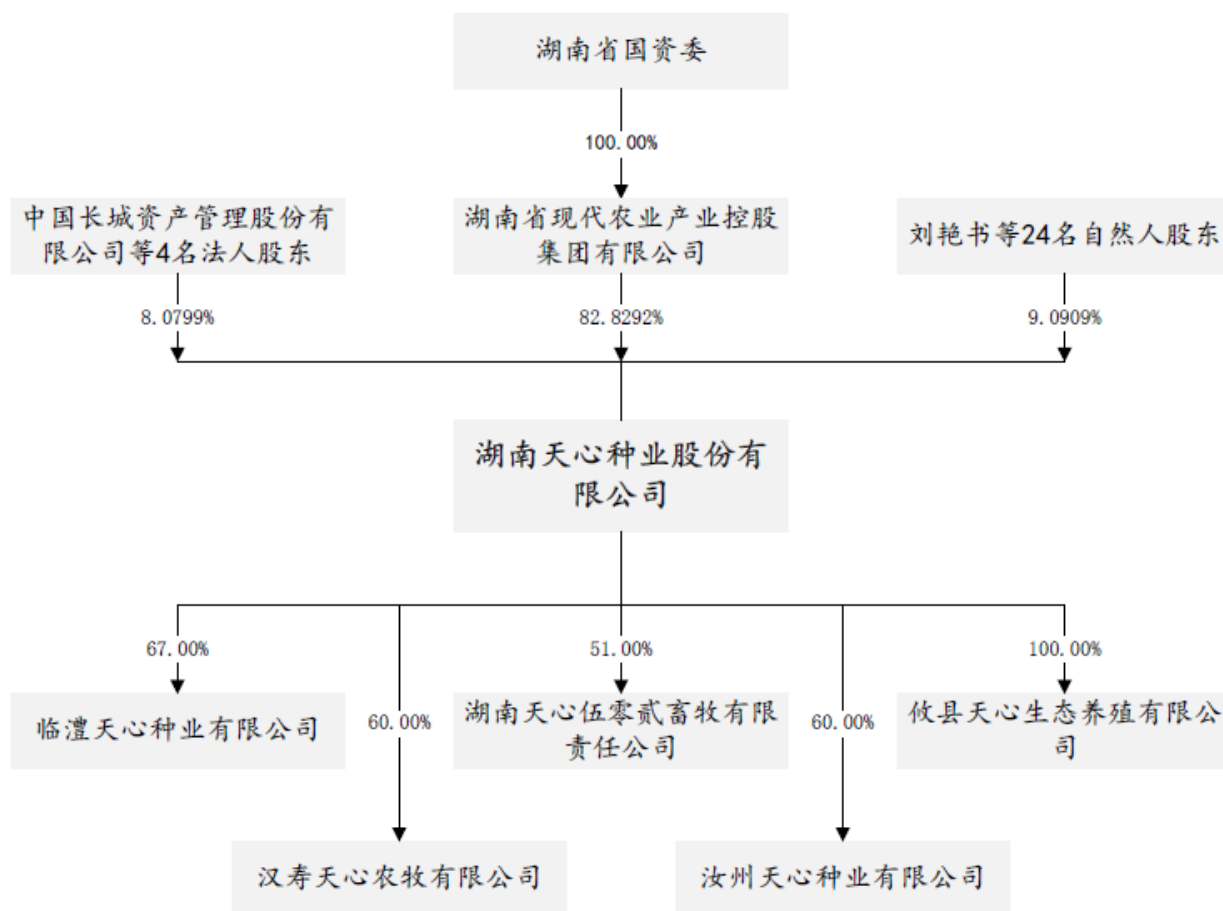 湖南省国资委
100.00%
中国长城资产管理股份有
限公司等4名法人股东
湖南省现代农业产业控股
集团有限公司
刘艳书等24名自然人股东
8.0799%
82.8292%
9.0909%
湖南天心种业股份有
限公司
67.00%
51.00%
100.00%
临澧天心种业有限公司
60.00%
湖南天心伍零贰畜牧有限
责任公司
60.00%
攸县天心生态养殖有限公
司
汉寿天心农牧有限公司
汝州天心种业有限公司